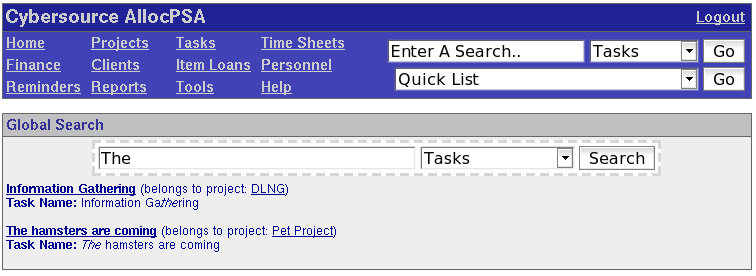 Cybersource AllocPSA Logout
Home Projects Tasks Time Sheets
Enter A Search.. Tasks Go
Finance Clients Item Loans Personnel
Quick List Go
Reminders Reports Tools Help
Global Search
The Tasks Search
Information Gathering (belongs to project: DLNG)
Task Name: Information Gathering
The hamsters are coming (belongs to project: Pet Project)
Task Name: The hamsters are coming